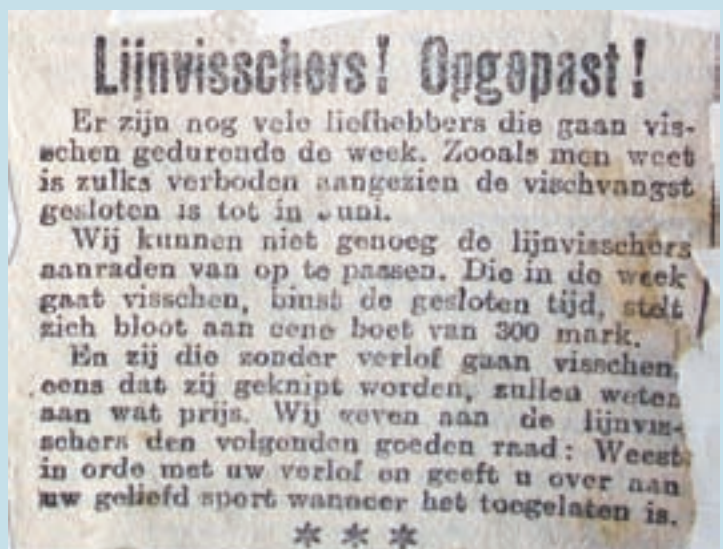 Lijnvisschers! Opgepast!
Er zijn nog vele liefhebbers die gaan vis-
schen gedurende de week. Zooals men weet
is zulks verboden aangezien de vischvangst
gesloten is tot in Juni.
Wij kunnen niet genoeg de lijnvisschers
aanraden van op te passen. Die in de week
gaat visschen, binst de gesloten tijd, stelt
zich bloot aan eene boet van 300 mark.
En zij die zonder verlof gaan visschen,
eens dat zij geknipt worden, zullen weten
aan wat prijs. Wij geven aan de lijnvis-
schers den volgenden goeden raad: Weest
in orde met uw verlof en geeft u over aan
uw geliefd sport wanneer het toegelaten is.
* * *